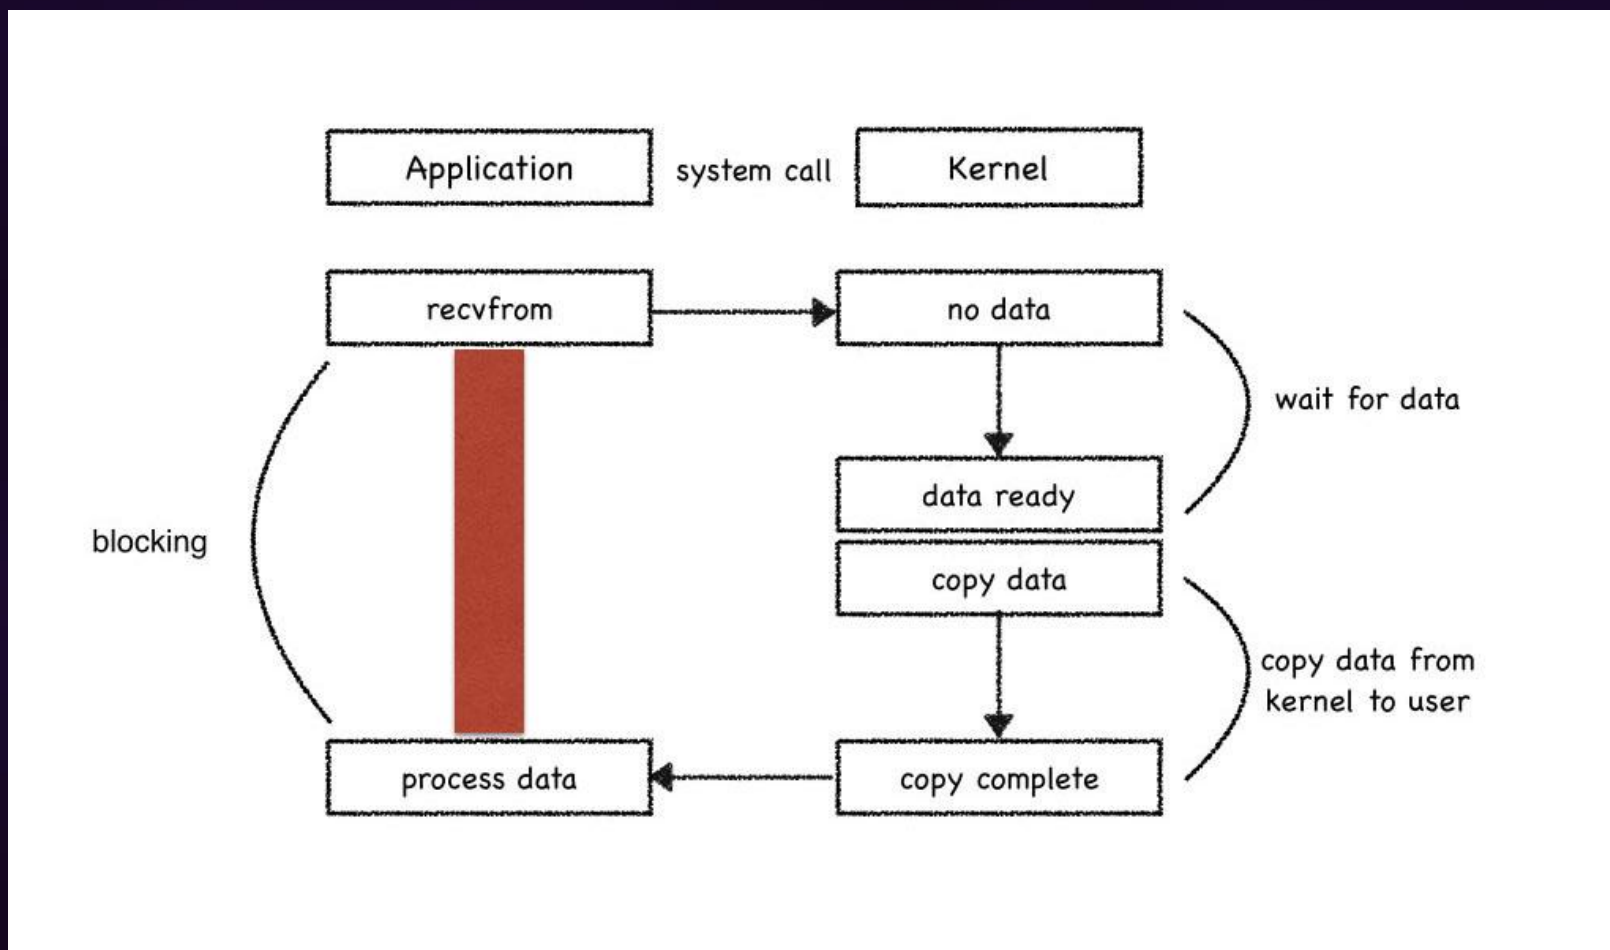 Application
system call
Kernel
recvfrom
no data
wait for data
data ready
blocking
copy data
copy data from
kernel to user
process data
copy complete